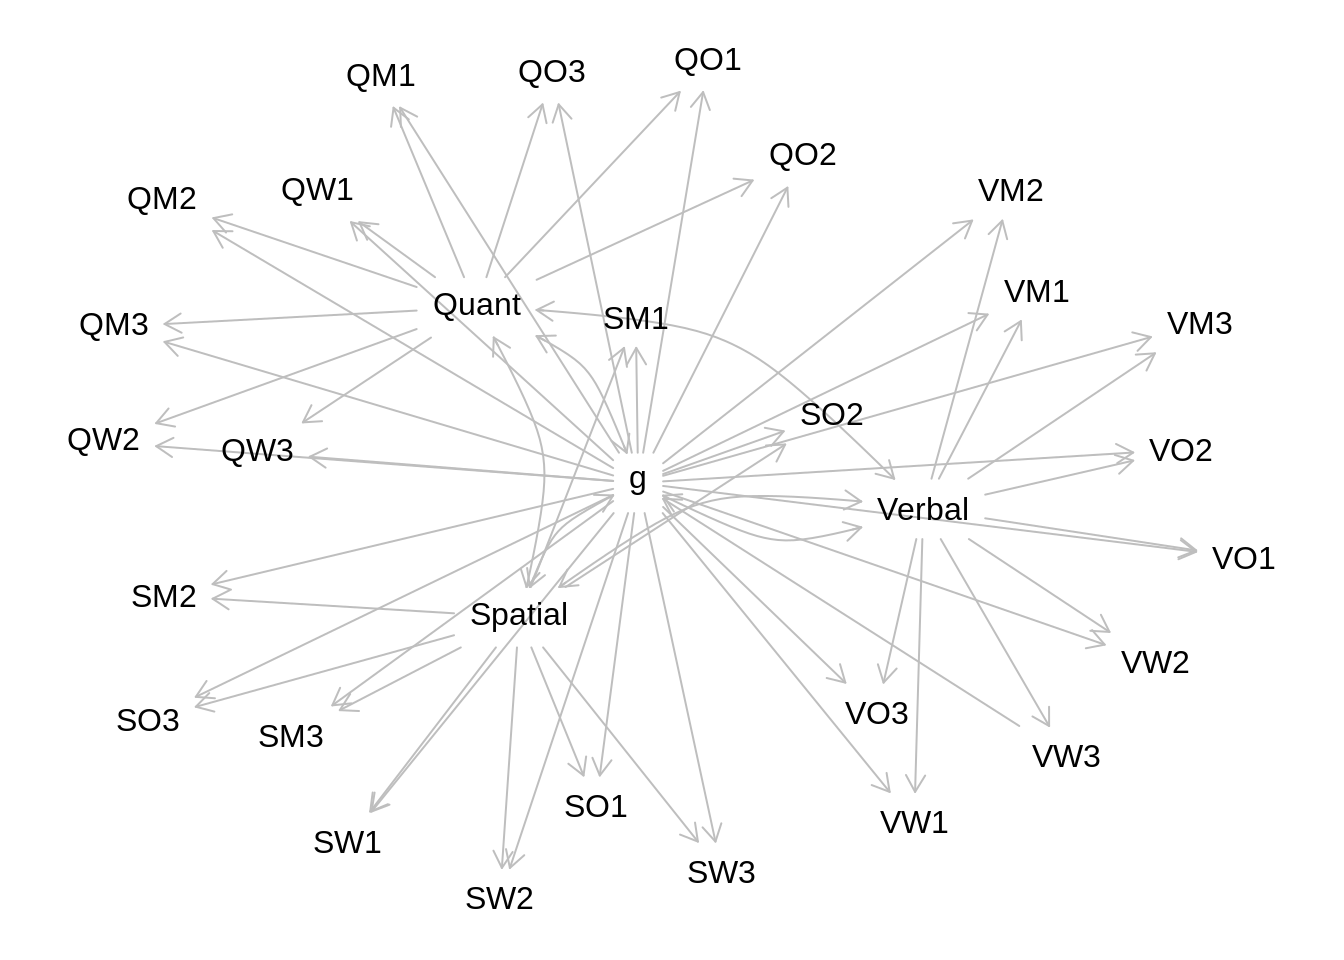 QO1
QO3
QM1
QO2
QW1
VM2
QM2
VM1
Quant
SM1
VM3
QM3
SO2
QW2
QW3
VO2
g
Verbal
VO1
SM2
Spatial
VW2
VO3
SO3
SM3
VW3
SO1
VW1
SW1
SW3
SW2